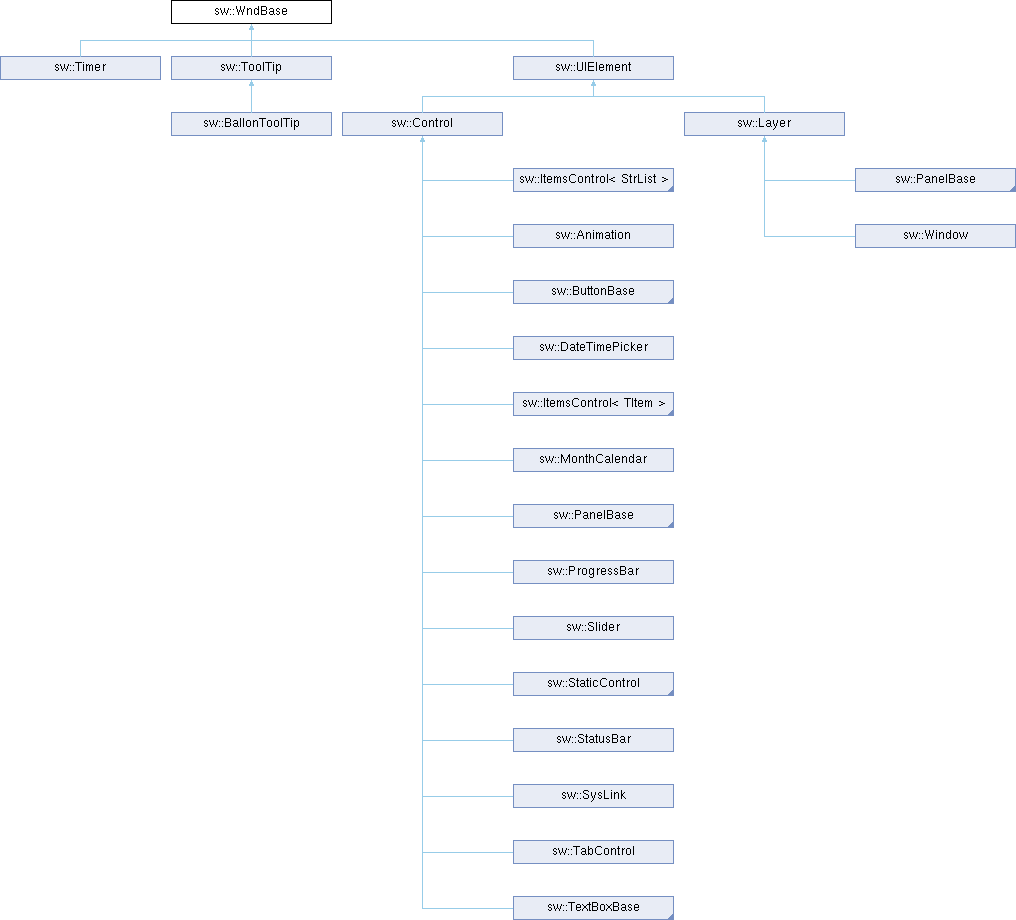 sw::WndBase
sw::Timer
sw::ToolTip
sw::UIElement
sw::BallonToolTip
sw::Control
sw::Layer
sw::ItemsControl< StrList >
sw::PanelBase
sw::Animation
sw::Window
sw::ButtonBase
sw::DateTimePicker
sw::ItemsControl< TItem >
sw::MonthCalendar
sw::PanelBase
sw::ProgressBar
sw::Slider
sw::StaticControl
sw::StatusBar
sw::SysLink
sw::TabControl
sw::TextBoxBase